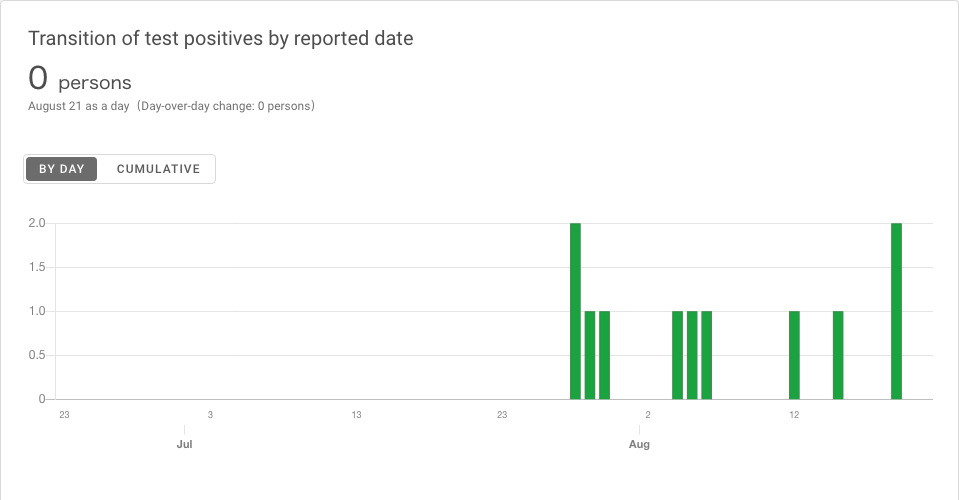 Transition of test positives by reported date
0 persons
August 21 as a day（Day-over-day change: 0 persons）
BY DAY CUMULATIVE
2.0
1.5
1.0
0.5
0
23 3 13 23 2 12
Jul Aug